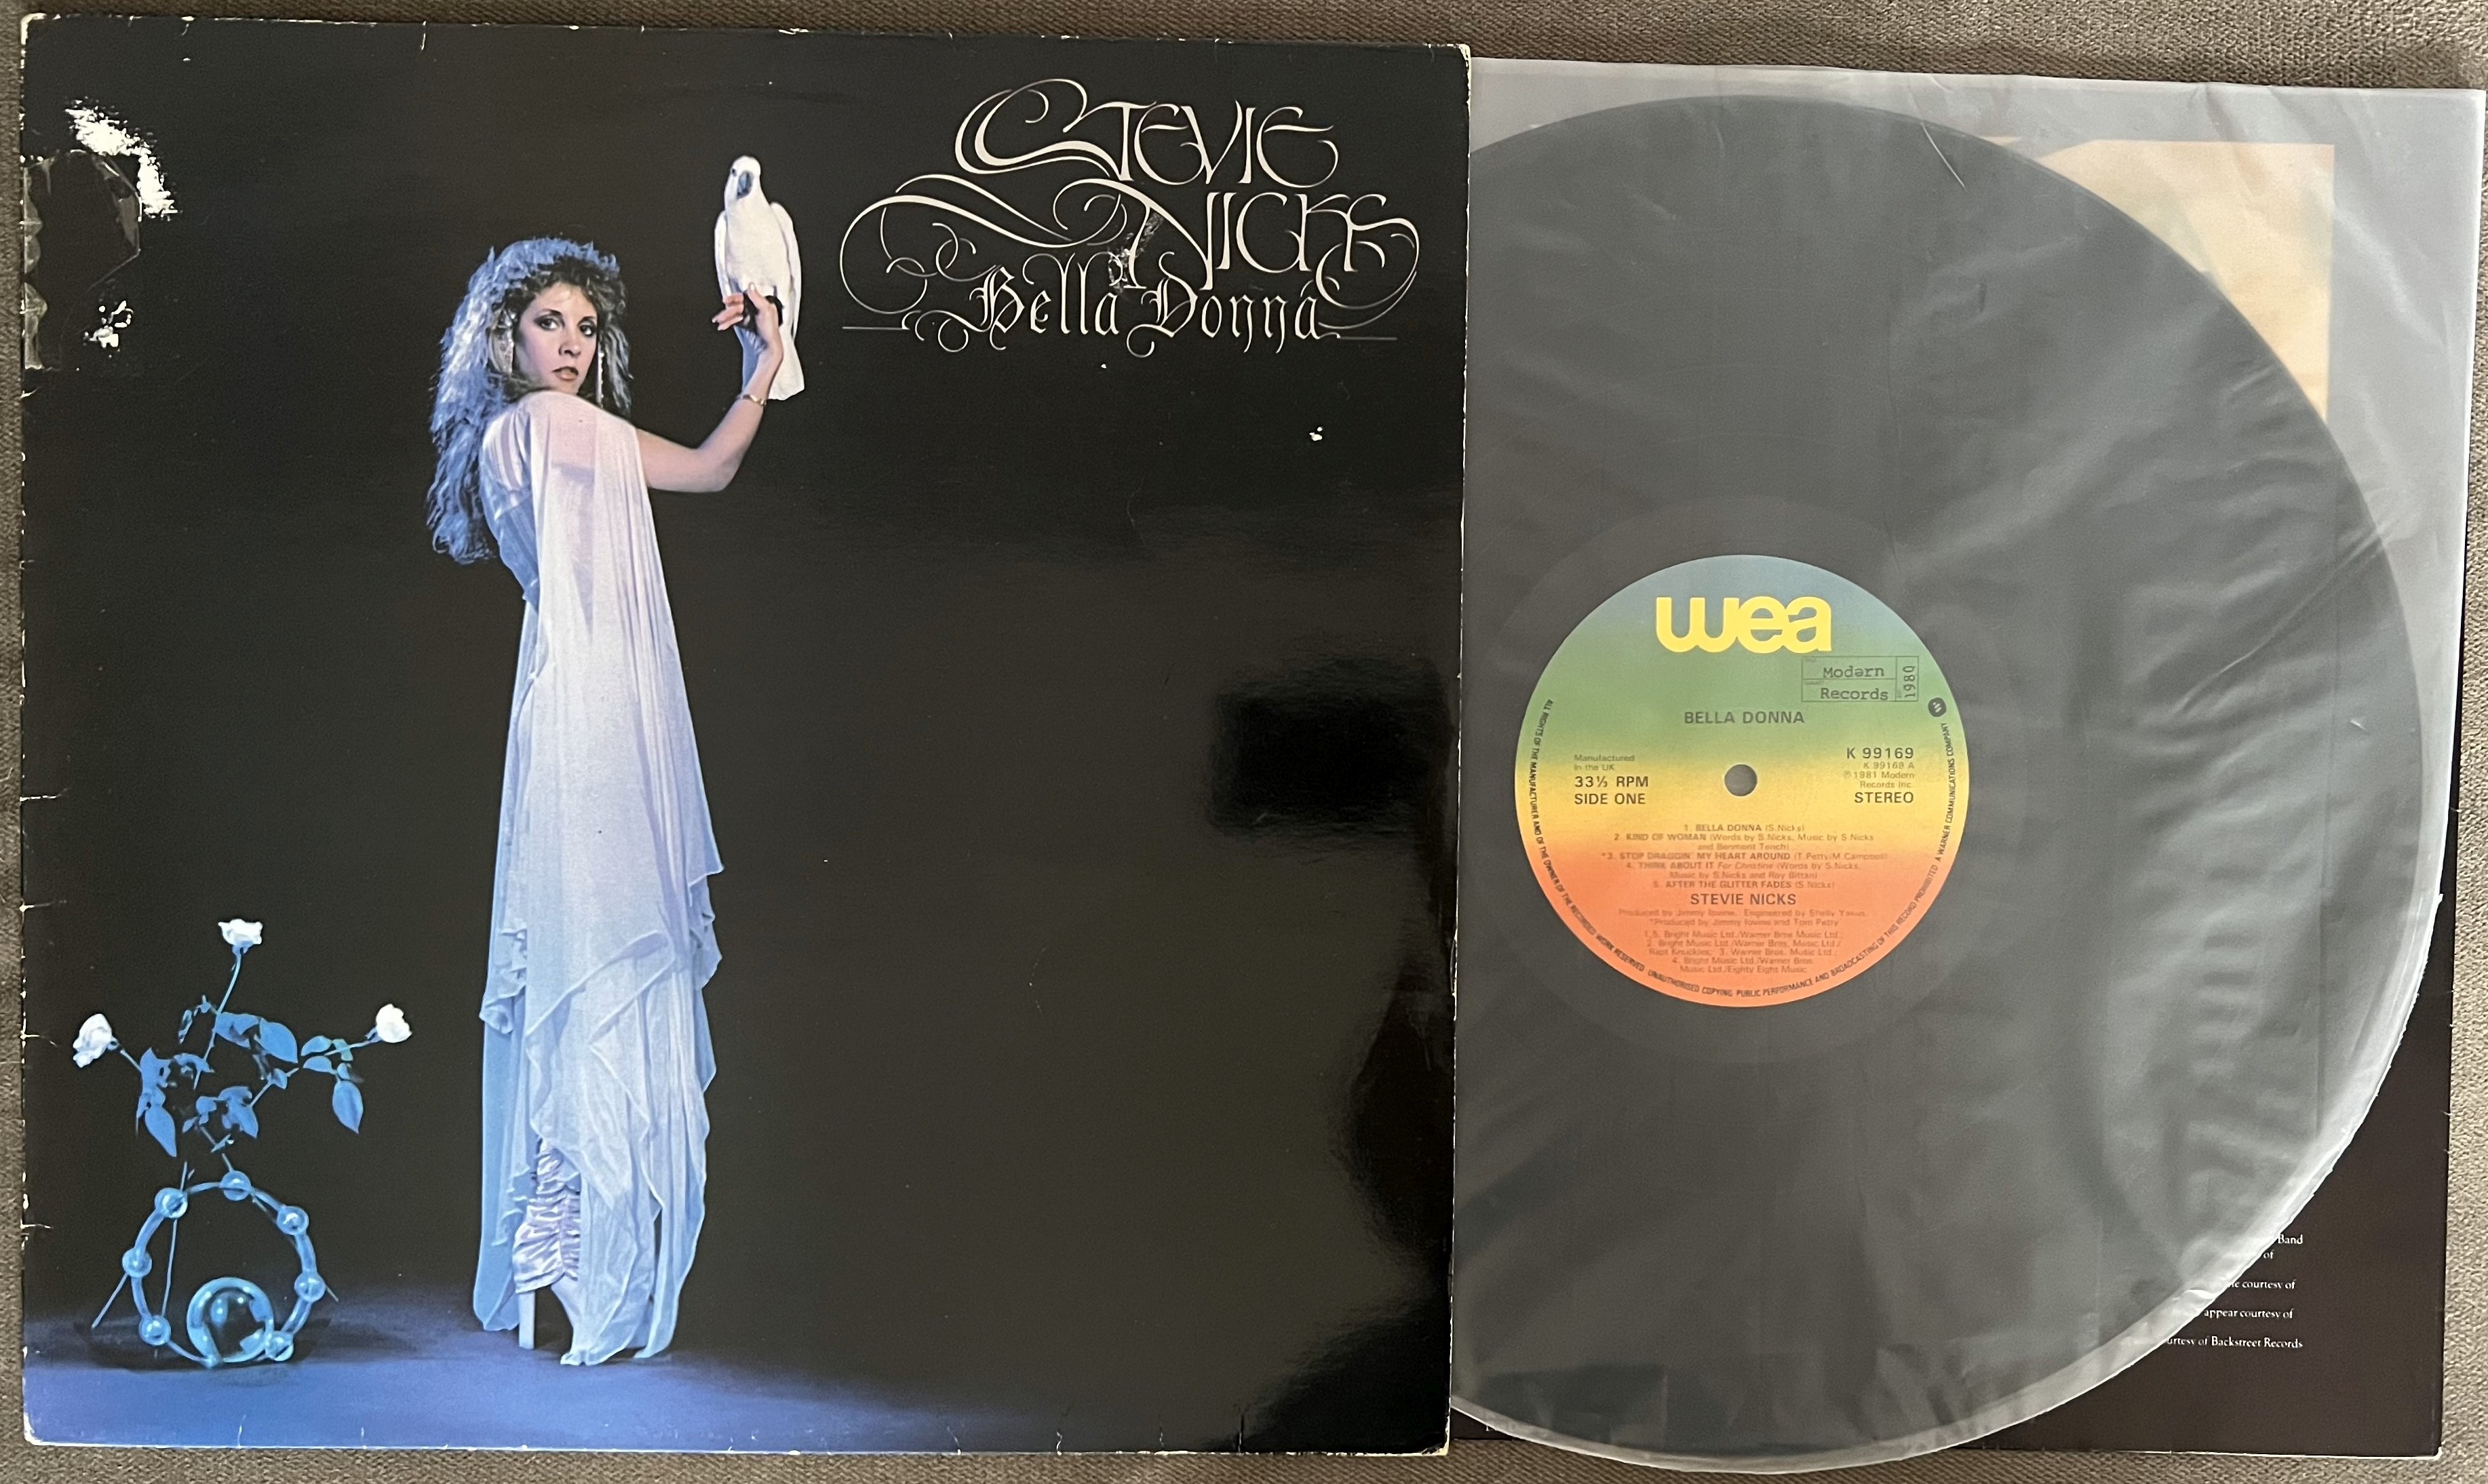 STEVIE
NICKS
Bella Donna
wea
Modern
Records
1980
BELLA DONNA
Manufactured
in the UK
33⅓ RPM
SIDE ONE
K 99169
K 99169 A
℗ 1981 Modern
Records Inc.
STEREO
1. BELLA DONNA (S.Nicks)
2. KIND OF WOMAN (Words by S.Nicks, Music by S.Nicks
and Benmont Tench)
*3. STOP DRAGGIN' MY HEART AROUND (T.Petty/M.Campbell)
4. THINK ABOUT IT For Christine (Words by S.Nicks,
Music by S.Nicks and Roy Bittan)
5. AFTER THE GLITTER FADES (S.Nicks)
STEVIE NICKS
Produced by Jimmy Iovine. Engineered by Shelly Yakus.
*Produced by Jimmy Iovine and Tom Petty
1,5. Bright Music Ltd./Warner Bros Music Ltd.;
2. Bright Music Ltd./Warner Bros. Music Ltd./
Rapt Knuckles; 3. Warner Bros. Music Ltd.;
4. Bright Music Ltd./Warner Bros.
Music Ltd./Eighty Eight Music
ALL RIGHTS OF THE MANUFACTURER AND OF THE OWNER OF THE RECORDED WORK RESERVED UNAUTHORISED COPYING PUBLIC PERFORMANCE AND BROADCASTING OF THIS RECORD PROHIBITED A WARNER COMMUNICATIONS COMPANY
Band
of
courtesy of
appear courtesy of
of Backstreet Records